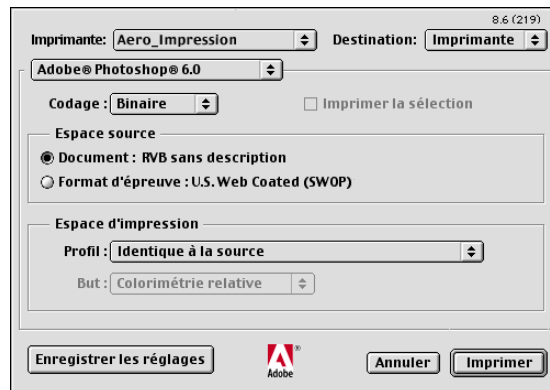 8.6 (219)
Imprimante: Aero_Impression Destination: Imprimante
Adobe® Photoshop® 6.0
Codage : Binaire Imprimer la sélection
Espace source
Document : RVB sans description
Format d'épreuve : U.S. Web Coated (SWOP)
Espace d'impression
Profil : Identique à la source
But : Colorimétrie relative
Enregistrer les réglages Adobe ® Annuler Imprimer